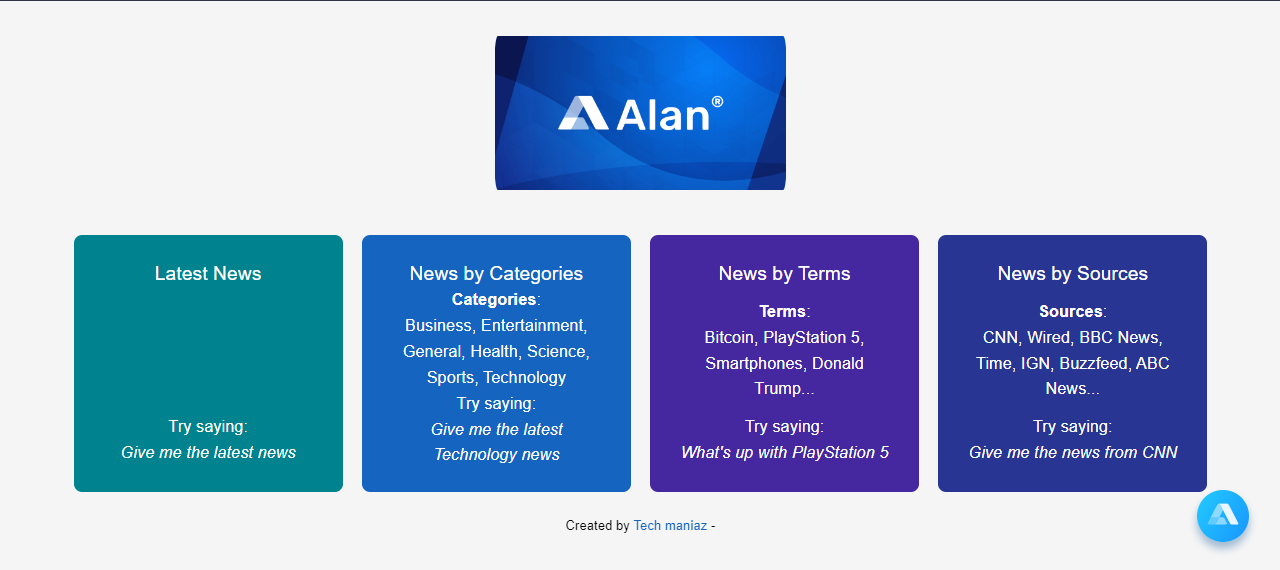 Alan®
Latest News
Try saying:
Give me the latest news
News by Categories
Categories:
Business, Entertainment,
General, Health, Science,
Sports, Technology
Try saying:
Give me the latest
Technology news
News by Terms
Terms:
Bitcoin, PlayStation 5,
Smartphones, Donald
Trump...
Try saying:
What's up with PlayStation 5
News by Sources
Sources:
CNN, Wired, BBC News,
Time, IGN, Buzzfeed, ABC
News...
Try saying:
Give me the news from CNN
Created by Tech maniaz -